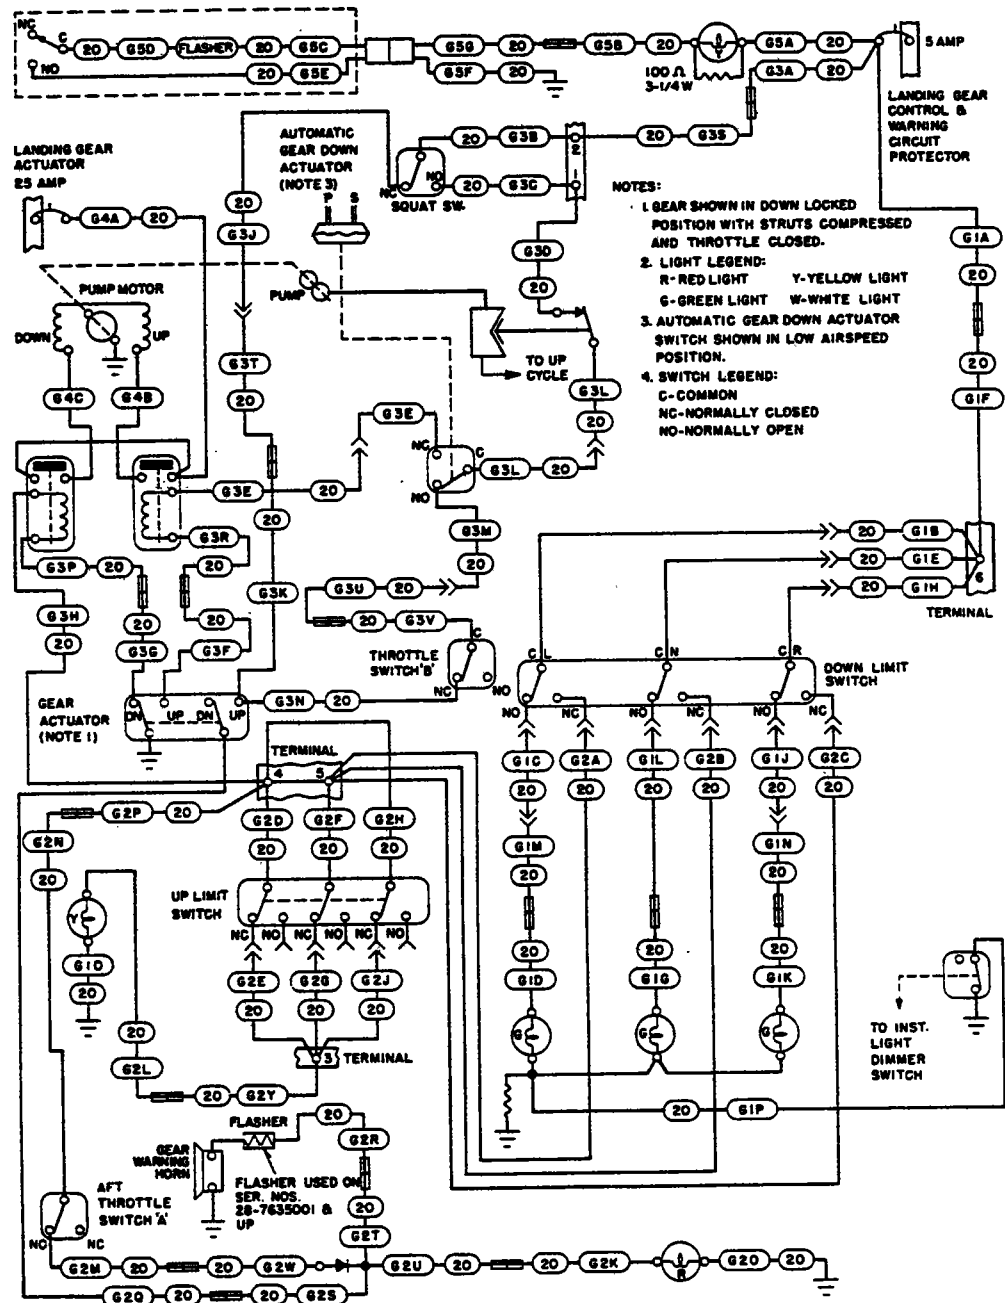 NC
C
20 G5D FLASHER 20 G5C
NO
20 G5E
G5G 20 G5B 20
G5F 20
V
G5A 20
G3A 20
100 Ω
3-1/4 W
5 AMP
LANDING GEAR
CONTROL &
WARNING
CIRCUIT
PROTECTOR
LANDING GEAR
ACTUATOR
25 AMP
G4A 20
AUTOMATIC
GEAR DOWN
ACTUATOR
(NOTE 3)
P S
20
G3J
NC
NO
SQUAT SW.
20 G3B
20 G3C
2
1
20 G3S
G3D
20
NOTES:
1. GEAR SHOWN IN DOWN LOCKED
POSITION WITH STRUTS COMPRESSED
AND THROTTLE CLOSED.
2. LIGHT LEGEND:
R-RED LIGHT Y-YELLOW LIGHT
G-GREEN LIGHT W-WHITE LIGHT
3. AUTOMATIC GEAR DOWN ACTUATOR
SWITCH SHOWN IN LOW AIRSPEED
POSITION.
4. SWITCH LEGEND:
C-COMMON
NC-NORMALLY CLOSED
NO-NORMALLY OPEN
G1A
20
20
G1F
PUMP MOTOR
DOWN
UP
PUMP
G4C
G4B
G3T
20
TO UP
CYCLE
G3L
20
G3E
NC
C
NO
G3L 20
G3E 20
20
G3M
20
G3R
20
G3P 20
G3K
G3U 20
20 G3V
G3H
20
20
G3G
20
G3F
C
THROTTLE
SWITCH 'B'
NC
NO
20 G1B
20 G1E
20 G1H
6
TERMINAL
C L
C N
C R
DOWN LIMIT
SWITCH
NO NC NO NC NO NC
GEAR
ACTUATOR
(NOTE 1)
DN UP DN UP
G3N 20
TERMINAL
4 5
G1C G2A G1L G2B G1J G2C
20 20 20 20 20 20
G2P 20
G2N
20
G2D G2F G2H
20 20 20
G1M
20
G1N
20
UP LIMIT
SWITCH
NC NO NC NO NC NO
Y
G1O
20
G2E G2G G2J
20 20 20
20 20 20
G1D G1G G1K
G G G
TO INST.
LIGHT
DIMMER
SWITCH
3 TERMINAL
20
G2L
20 G2Y
20 G1P
FLASHER
20
G2R
GEAR
WARNING
HORN
FLASHER USED ON
SER. NOS.
28-7635001 &
UP
20
G2T
AFT
THROTTLE
SWITCH 'A'
NC NC
G2M 20 20 G2W
G2U 20 20 G2K
R
G2O 20
G2Q 20 20 G2S